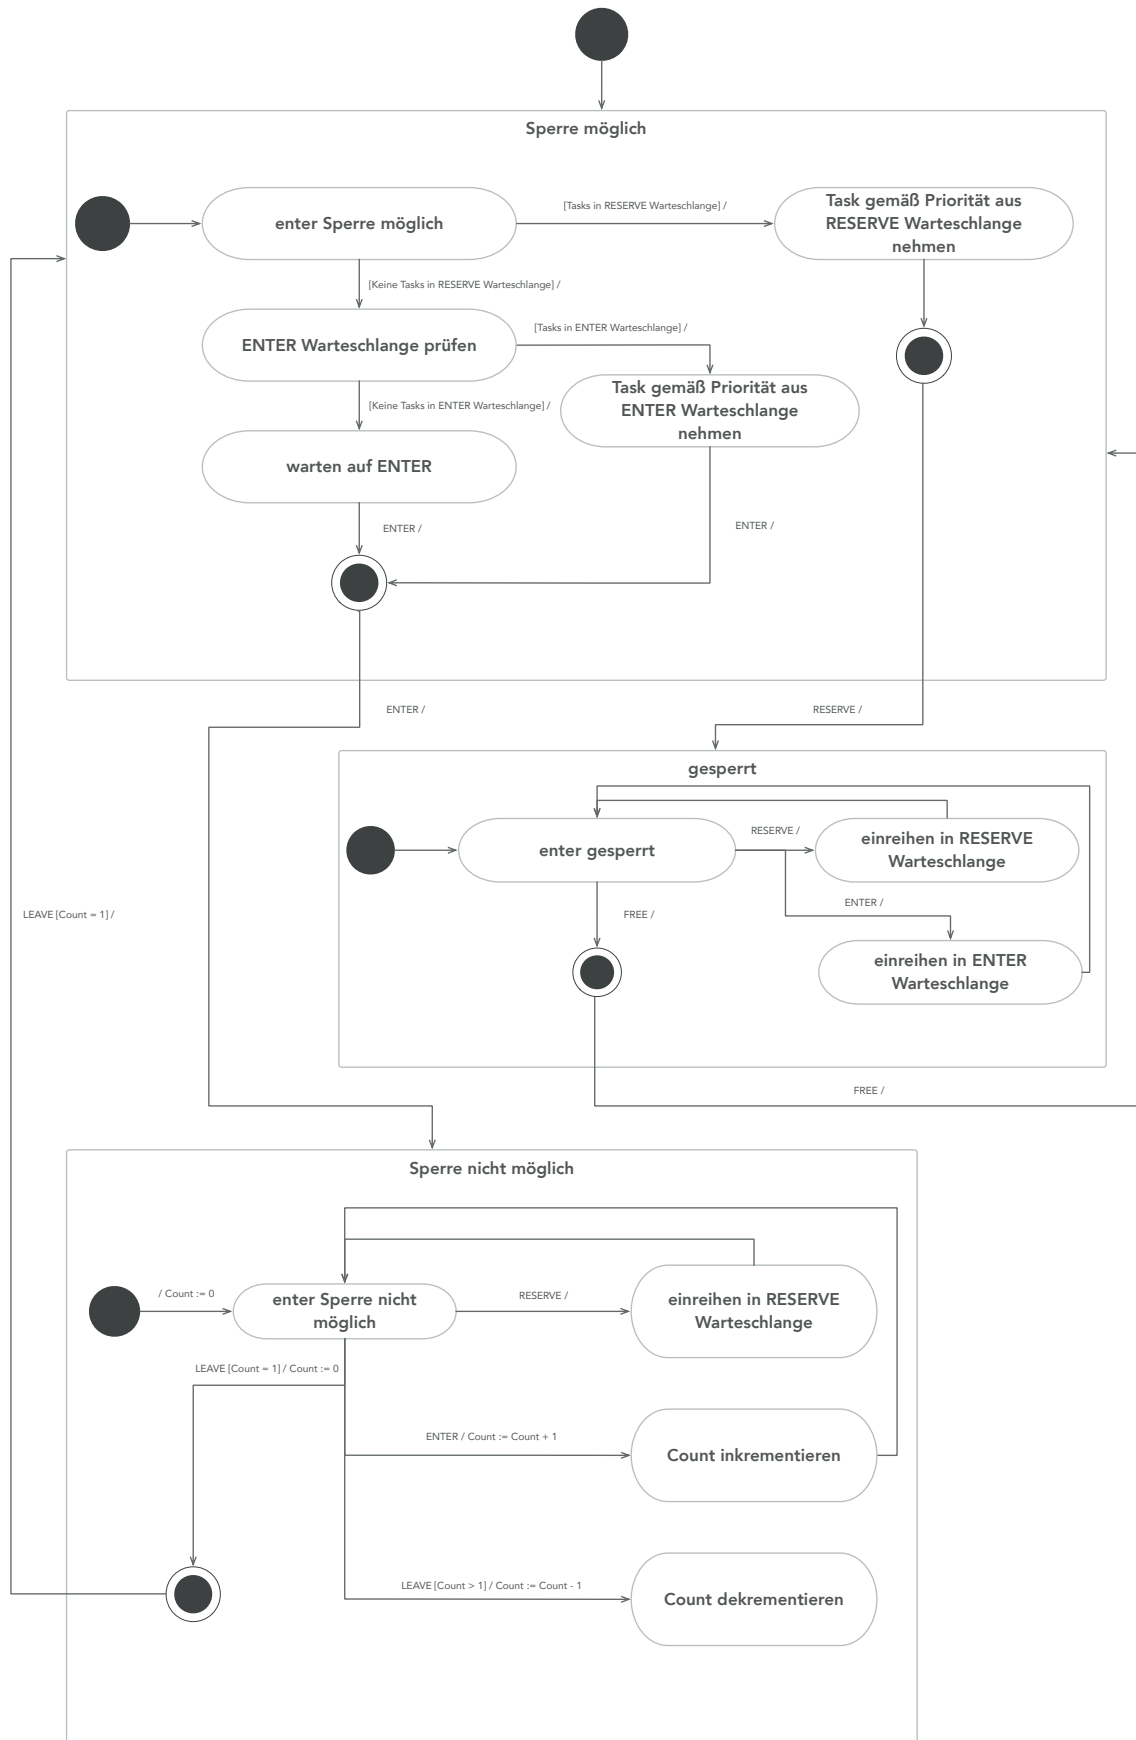 Sperre möglich
enter Sperre möglich
[Tasks in RESERVE Warteschlange] /
Task gemäß Priorität aus
RESERVE Warteschlange
nehmen
[Keine Tasks in RESERVE Warteschlange] /
ENTER Warteschlange prüfen
[Tasks in ENTER Warteschlange] /
Task gemäß Priorität aus
ENTER Warteschlange
nehmen
[Keine Tasks in ENTER Warteschlange] /
warten auf ENTER
ENTER /
ENTER /
ENTER /
RESERVE /
gesperrt
enter gesperrt
RESERVE /
einreihen in RESERVE
Warteschlange
ENTER /
FREE /
einreihen in ENTER
Warteschlange
LEAVE [Count = 1] /
FREE /
Sperre nicht möglich
/ Count := 0
enter Sperre nicht
möglich
RESERVE /
einreihen in RESERVE
Warteschlange
LEAVE [Count = 1] / Count := 0
ENTER / Count := Count + 1
Count inkrementieren
LEAVE [Count > 1] / Count := Count - 1
Count dekrementieren